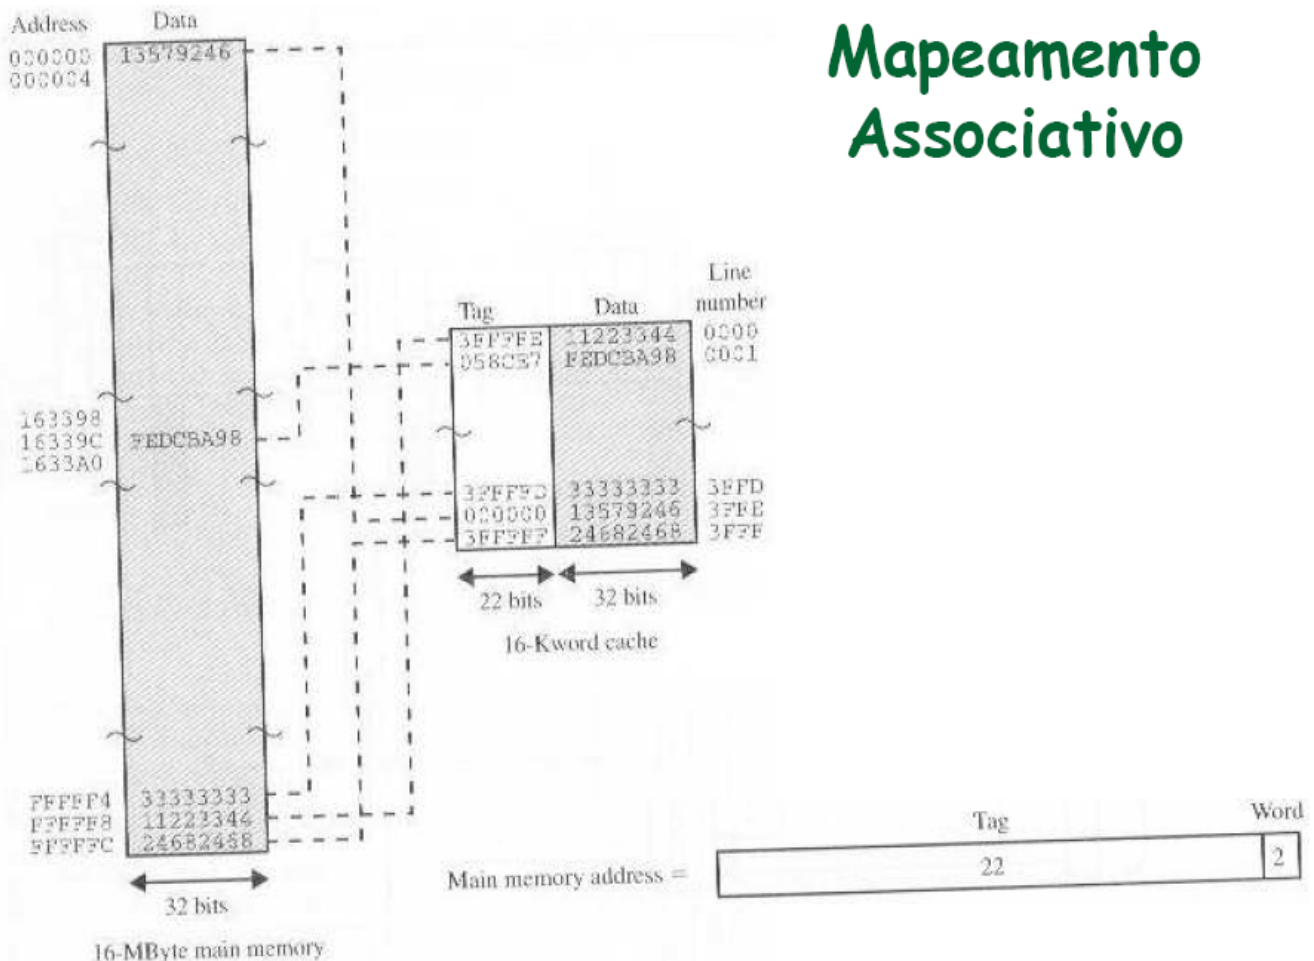 Mapeamento
Associativo
Address Data
000000 13579246
000004
163398
16339C FEDCBA98
1633A0
FFFFF4 33333333
FFFFF8 11223344
FFFFFC 24682468
32 bits
16-MByte main memory
Tag Data Line number
3FFFFE 11223344 0000
058CE7 FEDCBA98 0001
3FFFFD 33333333 3FFD
000000 13579246 3FFE
3FFFFF 24682468 3FFF
22 bits 32 bits
16-Kword cache
Tag Word
Main memory address = 22 2